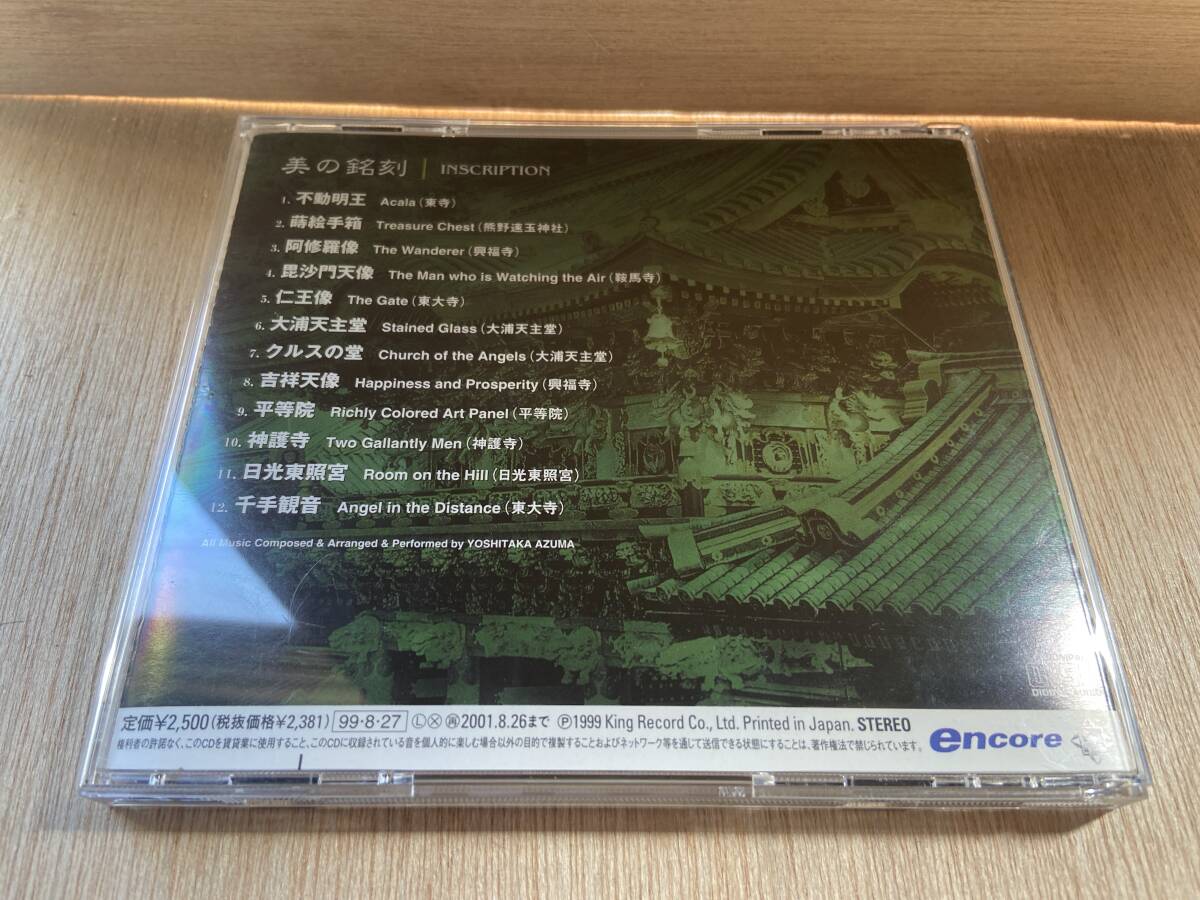 美の銘刻 | INSCRIPTION
1. 不動明王 Acala（東寺）
2. 蒔絵手箱 Treasure Chest（熊野速玉神社）
3. 阿修羅像 The Wanderer（興福寺）
4. 毘沙門天像 The Man who is Watching the Air（鞍馬寺）
5. 仁王像 The Gate（東大寺）
6. 大浦天主堂 Stained Glass（大浦天主堂）
7. クルスの堂 Church of the Angels（大浦天主堂）
8. 吉祥天像 Happiness and Prosperity（興福寺）
9. 平等院 Richly Colored Art Panel（平等院）
10. 神護寺 Two Gallantly Men（神護寺）
11. 日光東照宮 Room on the Hill（日光東照宮）
12. 千手観音 Angel in the Distance（東大寺）
All Music Composed & Arranged & Performed by YOSHITAKA AZUMA
定価¥2,500（税抜価格¥2,381） 99・8・27 Ⓛ Ⓧ 2001.8.26まで Ⓟ1999 King Record Co., Ltd. Printed in Japan. STEREO
権利者の許諾なく、このCDを賃貸業に使用すること、このCDに収録されている音を個人的に楽しむ場合以外の目的で複製することおよびネットワーク等を通じて送信できる状態にすることは、著作権法で禁じられています。
encore